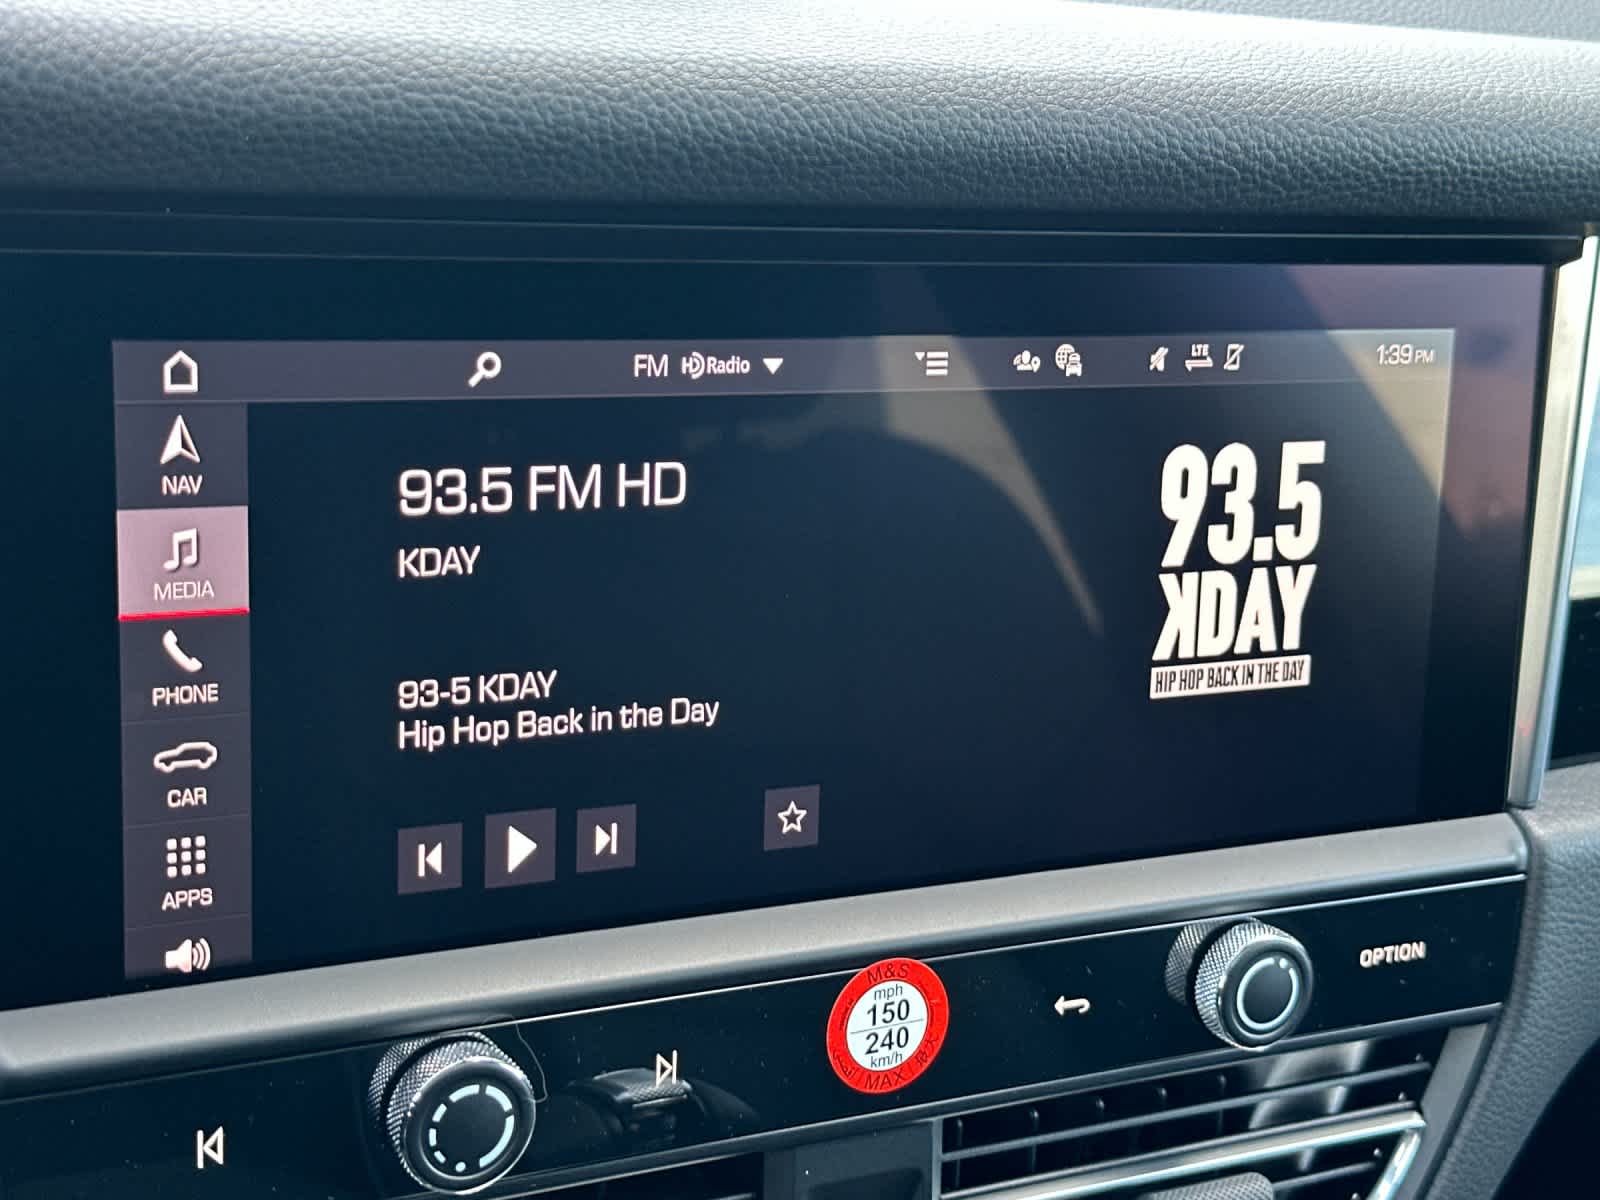 FM HD Radio
LTE
1:39 PM
NAV
MEDIA
PHONE
CAR
APPS
93.5 FM HD
KDAY
93-5 KDAY
Hip Hop Back in the Day
93.5
KDAY
HIP HOP BACK IN THE DAY
OPTION
M&S
mph
150
240
km/h
MAX